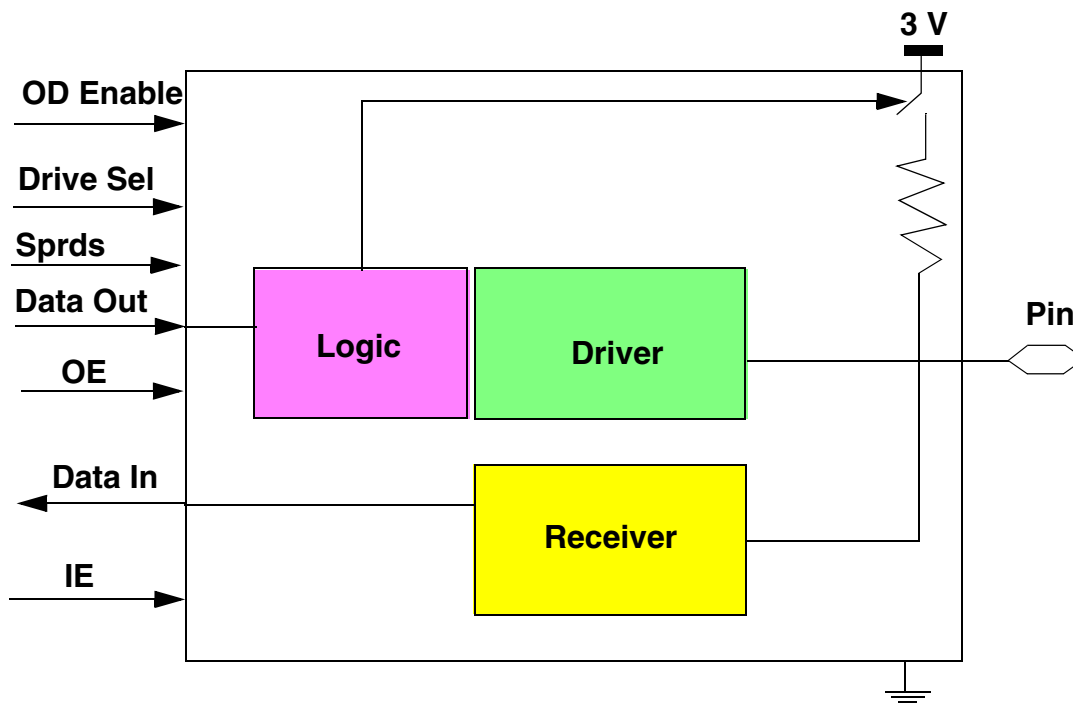 3 V
OD Enable
Drive Sel
Sprds
Data Out
Pin
Logic
Driver
OE
Data In
Receiver
IE